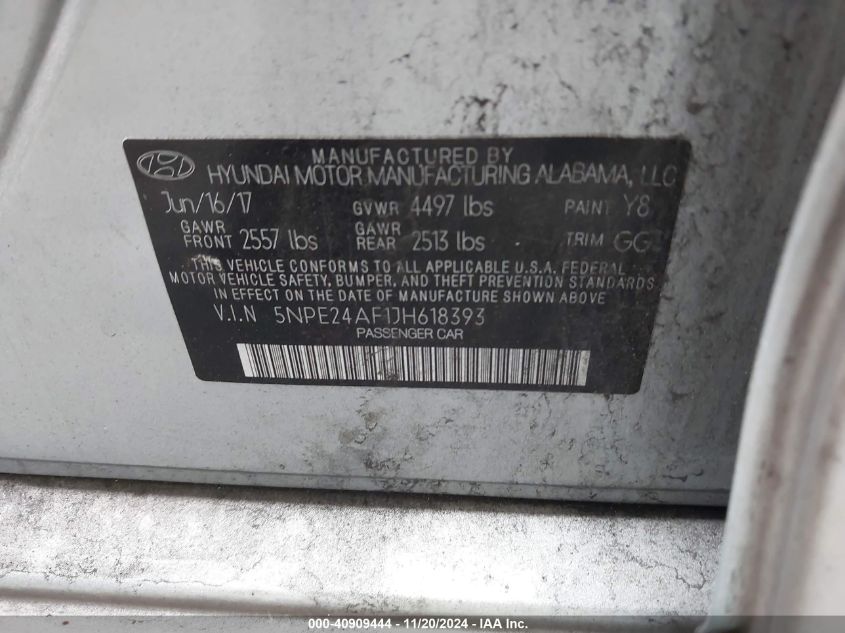 MANUFACTURED BY
HYUNDAI MOTOR MANUFACTURING ALABAMA, LLC
Jun/16/17 GVWR 4497 lbs PAINT Y8
GAWR FRONT 2557 lbs GAWR REAR 2513 lbs TRIM
THIS VEHICLE CONFORMS TO ALL APPLICABLE U.S.A. FEDERAL
MOTOR VEHICLE SAFETY, BUMPER, AND THEFT PREVENTION STANDARDS
IN EFFECT ON THE DATE OF MANUFACTURE SHOWN ABOVE.
V.I.N 5NPE24AF1JH618393
PASSENGER CAR
000-40909444 - 11/20/2024 - IAA Inc.